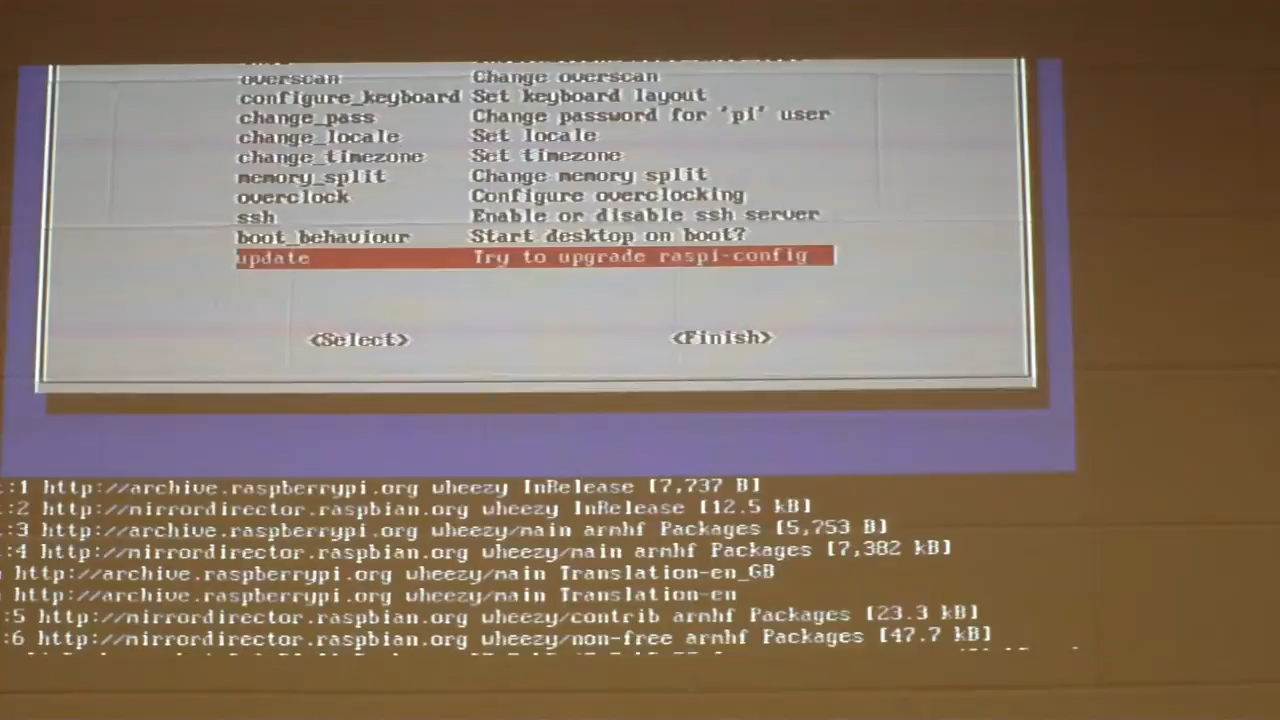 overscan Change overscan
configure_keyboard Set keyboard layout
change_pass Change password for 'pi' user
change_locale Set locale
change_timezone Set timezone
memory_split Change memory split
overclock Configure overclocking
ssh Enable or disable ssh server
boot_behaviour Start desktop on boot?
update Try to upgrade raspi-config
<Select> <Finish>
:1 http://archive.raspberrypi.org wheezy InRelease [7,737 B]
:2 http://mirrordirector.raspbian.org wheezy InRelease [12.5 kB]
:3 http://archive.raspberrypi.org wheezy/main armhf Packages [5,753 B]
:4 http://mirrordirector.raspbian.org wheezy/main armhf Packages [7,382 kB]
http://archive.raspberrypi.org wheezy/main Translation-en_GB
http://archive.raspberrypi.org wheezy/main Translation-en
:5 http://mirrordirector.raspbian.org wheezy/contrib armhf Packages [23.3 kB]
:6 http://mirrordirector.raspbian.org wheezy/non-free armhf Packages [47.7 kB]